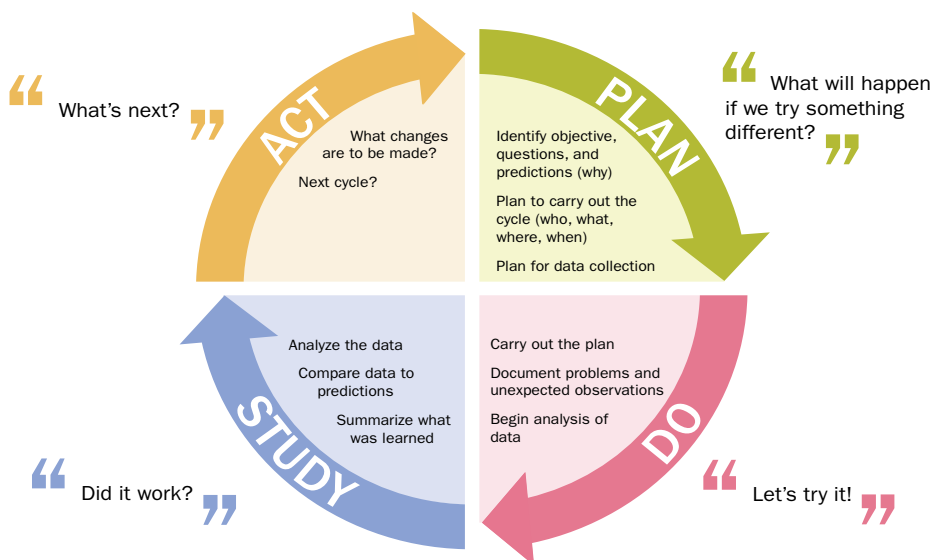 ACT
“ What's next? ”
What changes
are to be made?
Next cycle?
PLAN
“ What will happen
if we try something
different? ”
Identify objective,
questions, and
predictions (why)
Plan to carry out the
cycle (who, what,
where, when)
Plan for data collection
STUDY
Analyze the data
Compare data to
predictions
Summarize what
was learned
“ Did it work? ”
DO
Carry out the plan
Document problems and
unexpected observations
Begin analysis of
data
“ Let's try it! ”